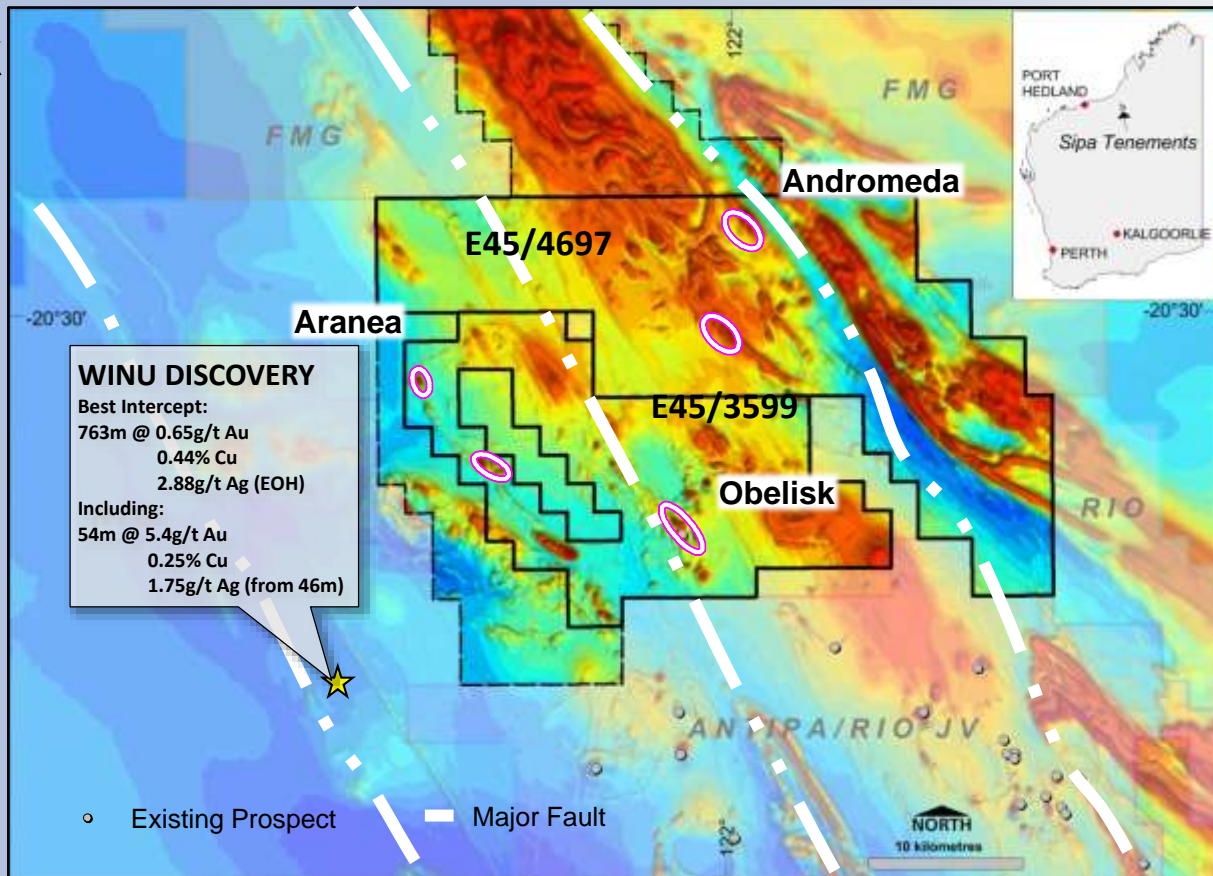 122°
FMG
FMG
PORT
HEDLAND
Sipa Tenements
KALGOORLIE
PERTH
Andromeda
E45/4697
-20°30'
-20°30'
Aranea
WINU DISCOVERY
Best Intercept:
763m @ 0.65g/t Au
0.44% Cu
2.88g/t Ag (EOH)
Including:
54m @ 5.4g/t Au
0.25% Cu
1.75g/t Ag (from 46m)
E45/3599
Obelisk
RIO
ANTIPA/RIO JV
Existing Prospect
Major Fault
122°
NORTH
10 kilometres